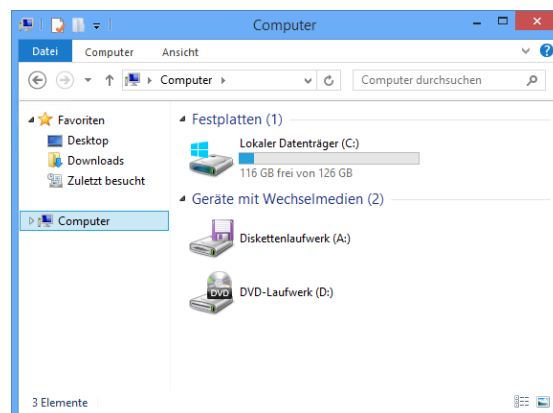 Computer
Datei Computer Ansicht
Computer
Computer durchsuchen
Favoriten
Desktop
Downloads
Zuletzt besucht
Computer
Festplatten (1)
Lokaler Datenträger (C:)
116 GB frei von 126 GB
Geräte mit Wechselmedien (2)
Diskettenlaufwerk (A:)
DVD
DVD-Laufwerk (D:)
3 Elemente